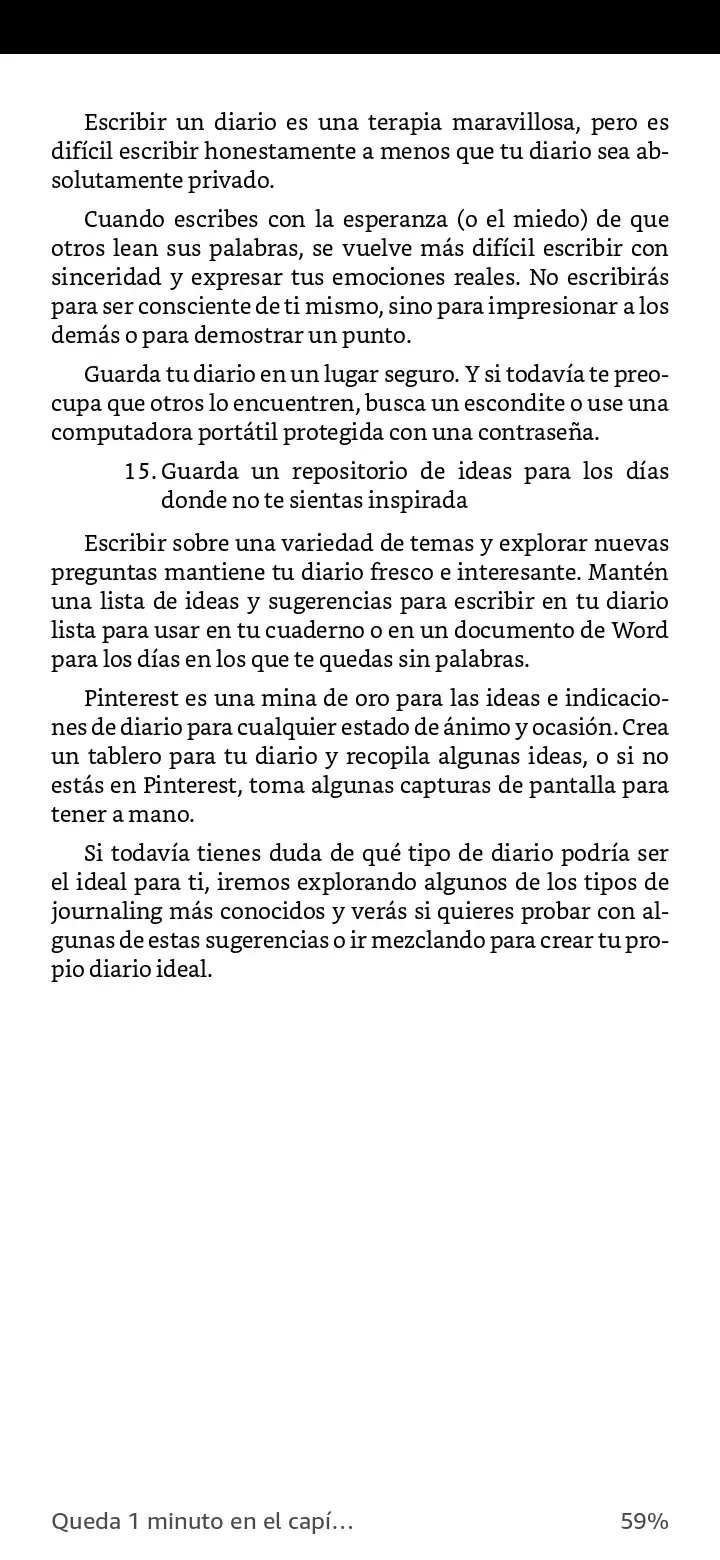 Escribir un diario es una terapia maravillosa, pero es
difícil escribir honestamente a menos que tu diario sea ab-
solutamente privado.
Cuando escribes con la esperanza (o el miedo) de que
otros lean sus palabras, se vuelve más difícil escribir con
sinceridad y expresar tus emociones reales. No escribirás
para ser consciente de ti mismo, sino para impresionar a los
demás o para demostrar un punto.
Guarda tu diario en un lugar seguro. Y si todavía te preo-
cupa que otros lo encuentren, busca un escondite o use una
computadora portátil protegida con una contraseña.
15. Guarda un repositorio de ideas para los días
donde no te sientas inspirada
Escribir sobre una variedad de temas y explorar nuevas
preguntas mantiene tu diario fresco e interesante. Mantén
una lista de ideas y sugerencias para escribir en tu diario
lista para usar en tu cuaderno o en un documento de Word
para los días en los que te quedas sin palabras.
Pinterest es una mina de oro para las ideas e indicacio-
nes de diario para cualquier estado de ánimo y ocasión. Crea
un tablero para tu diario y recopila algunas ideas, o si no
estás en Pinterest, toma algunas capturas de pantalla para
tener a mano.
Si todavía tienes duda de qué tipo de diario podría ser
el ideal para ti, iremos explorando algunos de los tipos de
journaling más conocidos y verás si quieres probar con al-
gunas de estas sugerencias o ir mezclando para crear tu pro-
pio diario ideal.
Queda 1 minuto en el capí… 59%